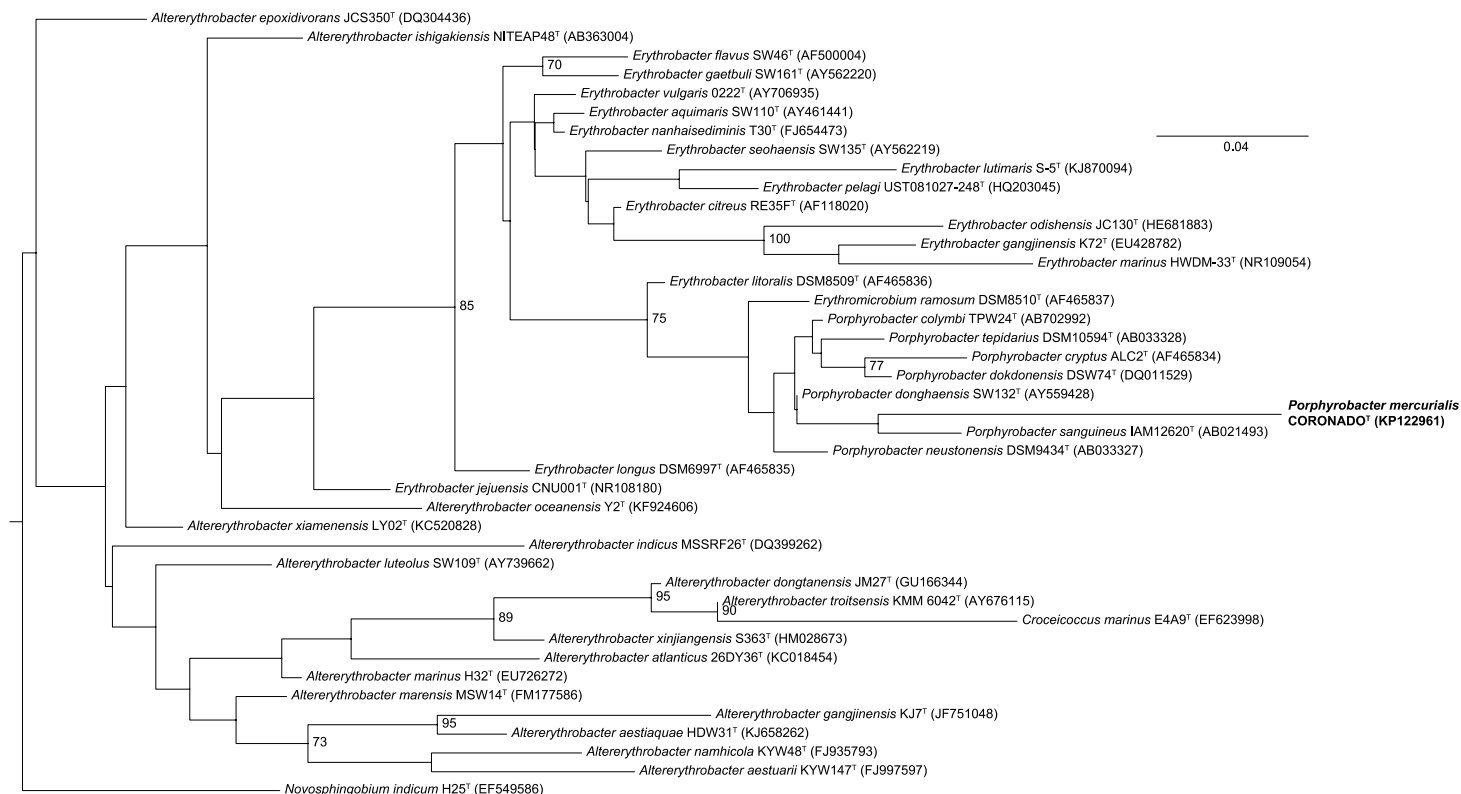 Altererythrobacter epoxidivorans JCS350ᵀ (DQ304436)
Altererythrobacter ishigakiensis NITEAP48ᵀ (AB363004)
Erythrobacter flavus SW46ᵀ (AF500004)
70
Erythrobacter gaetbuli SW161ᵀ (AY562220)
Erythrobacter vulgaris 0222ᵀ (AY706935)
Erythrobacter aquimaris SW110ᵀ (AY461441)
Erythrobacter nanhaisediminis T30ᵀ (FJ654473)
0.04
Erythrobacter seohaensis SW135ᵀ (AY562219)
Erythrobacter lutimaris S-5ᵀ (KJ870094)
Erythrobacter pelagi UST081027-248ᵀ (HQ203045)
Erythrobacter citreus RE35Fᵀ (AF118020)
Erythrobacter odishensis JC130ᵀ (HE681883)
100
Erythrobacter gangjinensis K72ᵀ (EU428782)
Erythrobacter marinus HWDM-33ᵀ (NR109054)
Erythrobacter litoralis DSM8509ᵀ (AF465836)
Erythromicrobium ramosum DSM8510ᵀ (AF465837)
85
75
Porphyrobacter colymbi TPW24ᵀ (AB702992)
Porphyrobacter tepidarius DSM10594ᵀ (AB033328)
Porphyrobacter cryptus ALC2ᵀ (AF465834)
77
Porphyrobacter dokdonensis DSW74ᵀ (DQ011529)
Porphyrobacter donghaensis SW132ᵀ (AY559428)
Porphyrobacter mercurialis
CORONADOᵀ (KP122961)
Porphyrobacter sanguineus IAM12620ᵀ (AB021493)
Porphyrobacter neustonensis DSM9434ᵀ (AB033327)
Erythrobacter longus DSM6997ᵀ (AF465835)
Erythrobacter jejuensis CNU001ᵀ (NR108180)
Altererythrobacter oceanensis Y2ᵀ (KF924606)
Altererythrobacter xiamenensis LY02ᵀ (KC520828)
Altererythrobacter indicus MSSRF26ᵀ (DQ399262)
Altererythrobacter luteolus SW109ᵀ (AY739662)
Altererythrobacter dongtanensis JM27ᵀ (GU166344)
95
Altererythrobacter troitsensis KMM 6042ᵀ (AY676115)
90
89
Croceicoccus marinus E4A9ᵀ (EF623998)
Altererythrobacter xinjiangensis S363ᵀ (HM028673)
Altererythrobacter atlanticus 26DY36ᵀ (KC018454)
Altererythrobacter marinus H32ᵀ (EU726272)
Altererythrobacter marensis MSW14ᵀ (FM177586)
Altererythrobacter gangjinensis KJ7ᵀ (JF751048)
95
Altererythrobacter aestiaquae HDW31ᵀ (KJ658262)
73
Altererythrobacter namhicola KYW48ᵀ (FJ935793)
Altererythrobacter aestuarii KYW147ᵀ (FJ997597)
Novosphingobium indicum H25ᵀ (EF549586)